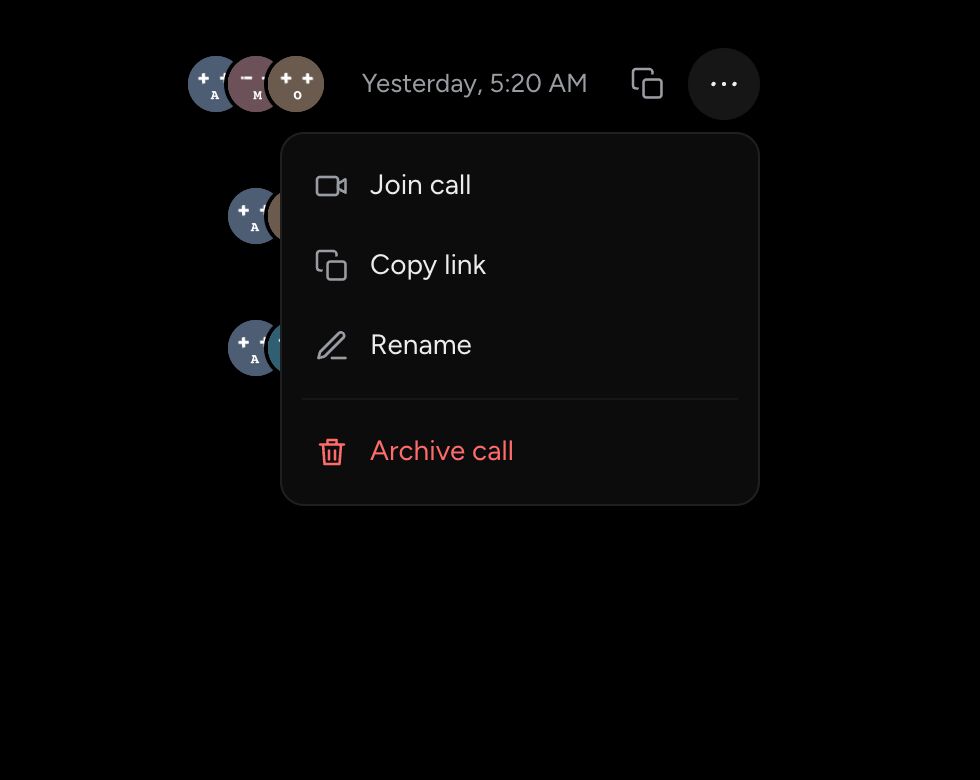 A M O Yesterday, 5:20 AM
Join call
A
Copy link
Rename
A
Archive call